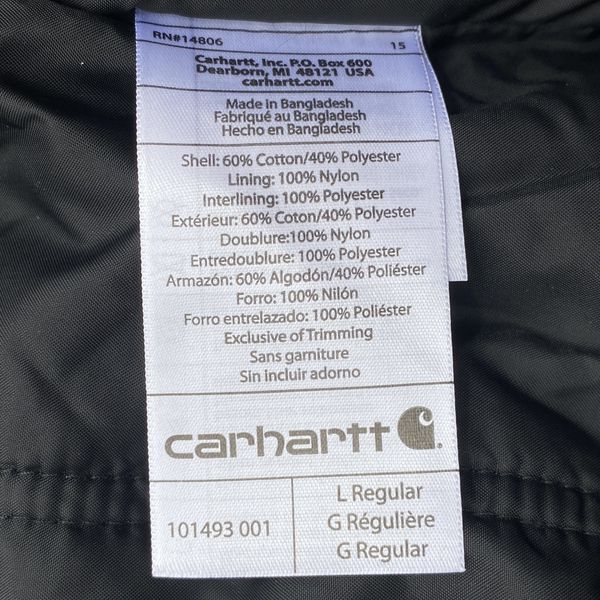 RN#14806 15
Carhartt, Inc. P.O. Box 600
Dearborn, MI 48121 USA
carhartt.com
Made in Bangladesh
Fabriqué au Bangladesh
Hecho en Bangladesh
Shell: 60% Cotton/40% Polyester
Lining: 100% Nylon
Interlining: 100% Polyester
Extérieur: 60% Coton/40% Polyester
Doublure:100% Nylon
Entredoublure: 100% Polyester
Armazón: 60% Algodón/40% Poliéster
Forro: 100% Nilón
Forro entrelazado: 100% Poliéster
Exclusive of Trimming
Sans garniture
Sin incluir adorno
carhartt
101493 001
L Regular
G Régulière
G Regular